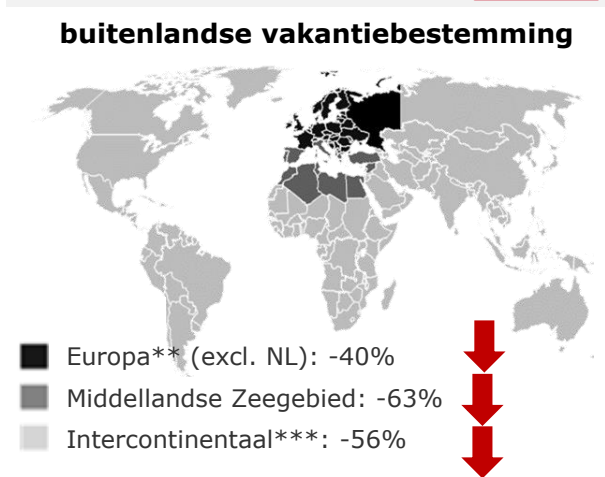 buitenlandse vakantiebestemming
Europa** (excl. NL): -40%
Middellandse Zeegebied: -63%
Intercontinentaal***: -56%